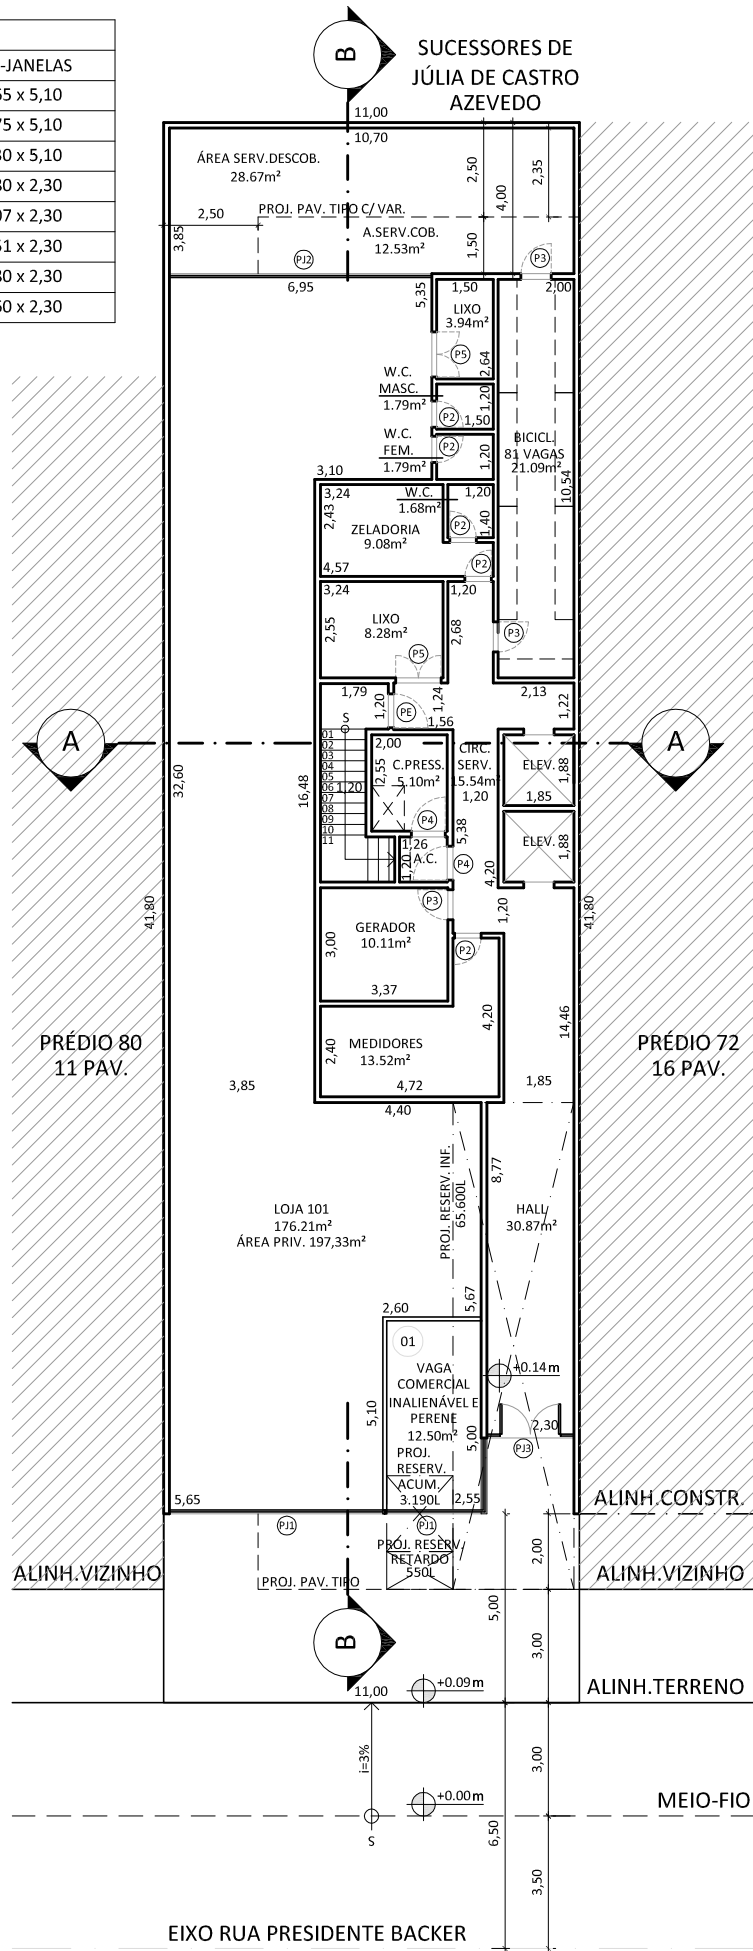 -JANELAS
65 x 5,10
75 x 5,10
30 x 5,10
80 x 2,30
07 x 2,30
51 x 2,30
80 x 2,30
60 x 2,30
B
SUCESSORES DE
JÚLIA DE CASTRO
AZEVEDO
11,00
10,70
ÁREA SERV.DESCOB.
28.67m²
2,50
4,00
2,35
2,50
PROJ. PAV. TIPO C/ VAR.
3,85
A.SERV.COB.
12.53m²
1,50
PJ2
P3
6,95
5,35
1,50
2,00
LIXO
3.94m²
P5
2,64
W.C.
MASC.
1.79m²
1,20
P2
1,50
W.C.
FEM.
1.79m²
P2
1,20
BICICL.
81 VAGAS
21.09m²
10,54
3,10
3,24
W.C.
1.68m²
1,20
2,43
ZELADORIA
9.08m²
P2
1,40
4,57
P2
3,24
1,20
LIXO
8.28m²
2,55
2,68
P3
P5
1,79
1,20
1,24
2,13
1,22
PE
1,56
S
A
A
01
02
03
04
05
06
07
08
09
10
11
1,20
2,00
2,55
C.PRESS.
5.10m²
X
P4
CIRC.
SERV.
15.54m²
1,20
ELEV.
1,88
1,85
32,60
16,48
5,38
1,26
1,20
A.C.
P4
ELEV.
1,88
4,20
P3
1,20
41,80
41,80
GERADOR
10.11m²
3,00
3,37
P2
4,20
14,46
PRÉDIO 80
11 PAV.
MEDIDORES
13.52m²
2,40
4,72
PRÉDIO 72
16 PAV.
3,85
1,85
4,40
PROJ. RESERV. INF.
65.600L
8,77
LOJA 101
176.21m²
ÁREA PRIV. 197,33m²
HALL
30.87m²
5,67
2,60
01
+0.14m
VAGA
COMERCIAL
INALIENÁVEL E
PERENE
12.50m²
5,10
5,00
2,30
PJ3
PROJ.
RESERV.
ACUM.
3.190L
5,65
2,55
ALINH.CONSTR.
PJ1
PJ1
PROJ. RESERV.
RETARDO
550L
2,00
ALINH.VIZINHO
PROJ. PAV. TIPO
ALINH.VIZINHO
5,00
B
3,00
+0.09m
11,00
ALINH.TERRENO
i=3%
3,00
+0.00m
MEIO-FIO
S
6,50
3,50
EIXO RUA PRESIDENTE BACKER